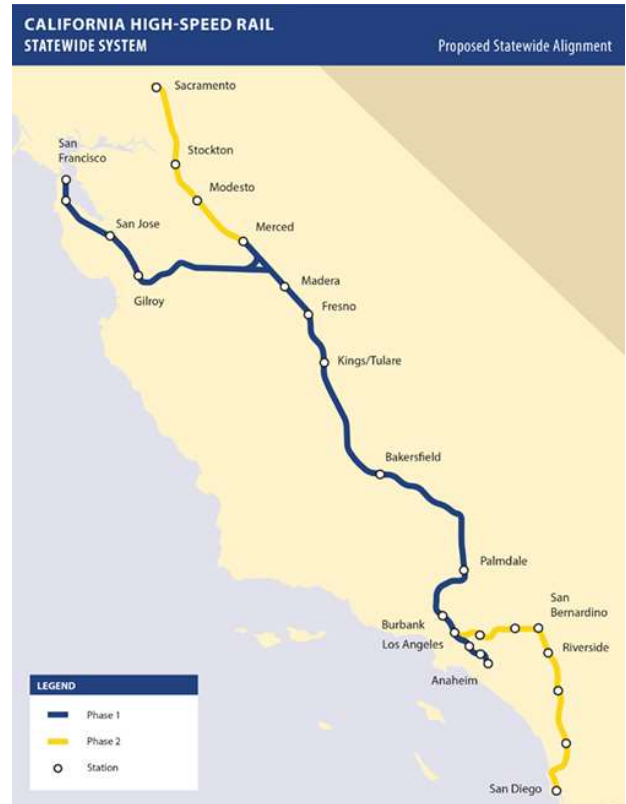 CALIFORNIA HIGH-SPEED RAIL
STATEWIDE SYSTEM
Proposed Statewide Alignment
Sacramento
San
Francisco
Stockton
Modesto
San Jose
Merced
Gilroy
Madera
Fresno
Kings/Tulare
Bakersfield
Palmdale
San
Bernardino
Burbank
Los Angeles
Riverside
Anaheim
San Diego
LEGEND
Phase 1
Phase 2
Station